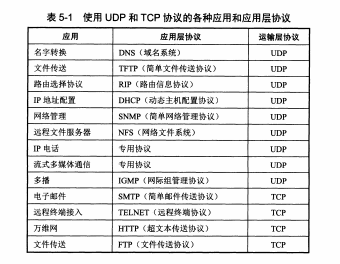 表 5-1 使用 UDP 和 TCP 协议的各种应用和应用层协议
应用 应用层协议 运输层协议
名字转换 DNS（域名系统） UDP
文件传送 TFTP（简单文件传送协议） UDP
路由选择协议 RIP（路由信息协议） UDP
IP 地址配置 DHCP（动态主机配置协议） UDP
网络管理 SNMP（简单网络管理协议） UDP
远程文件服务器 NFS（网络文件系统） UDP
IP 电话 专用协议 UDP
流式多媒体通信 专用协议 UDP
多播 IGMP（网际组管理协议） UDP
电子邮件 SMTP（简单邮件传送协议） TCP
远程终端接入 TELNET（远程终端协议） TCP
万维网 HTTP（超文本传送协议） TCP
文件传送 FTP（文件传送协议） TCP